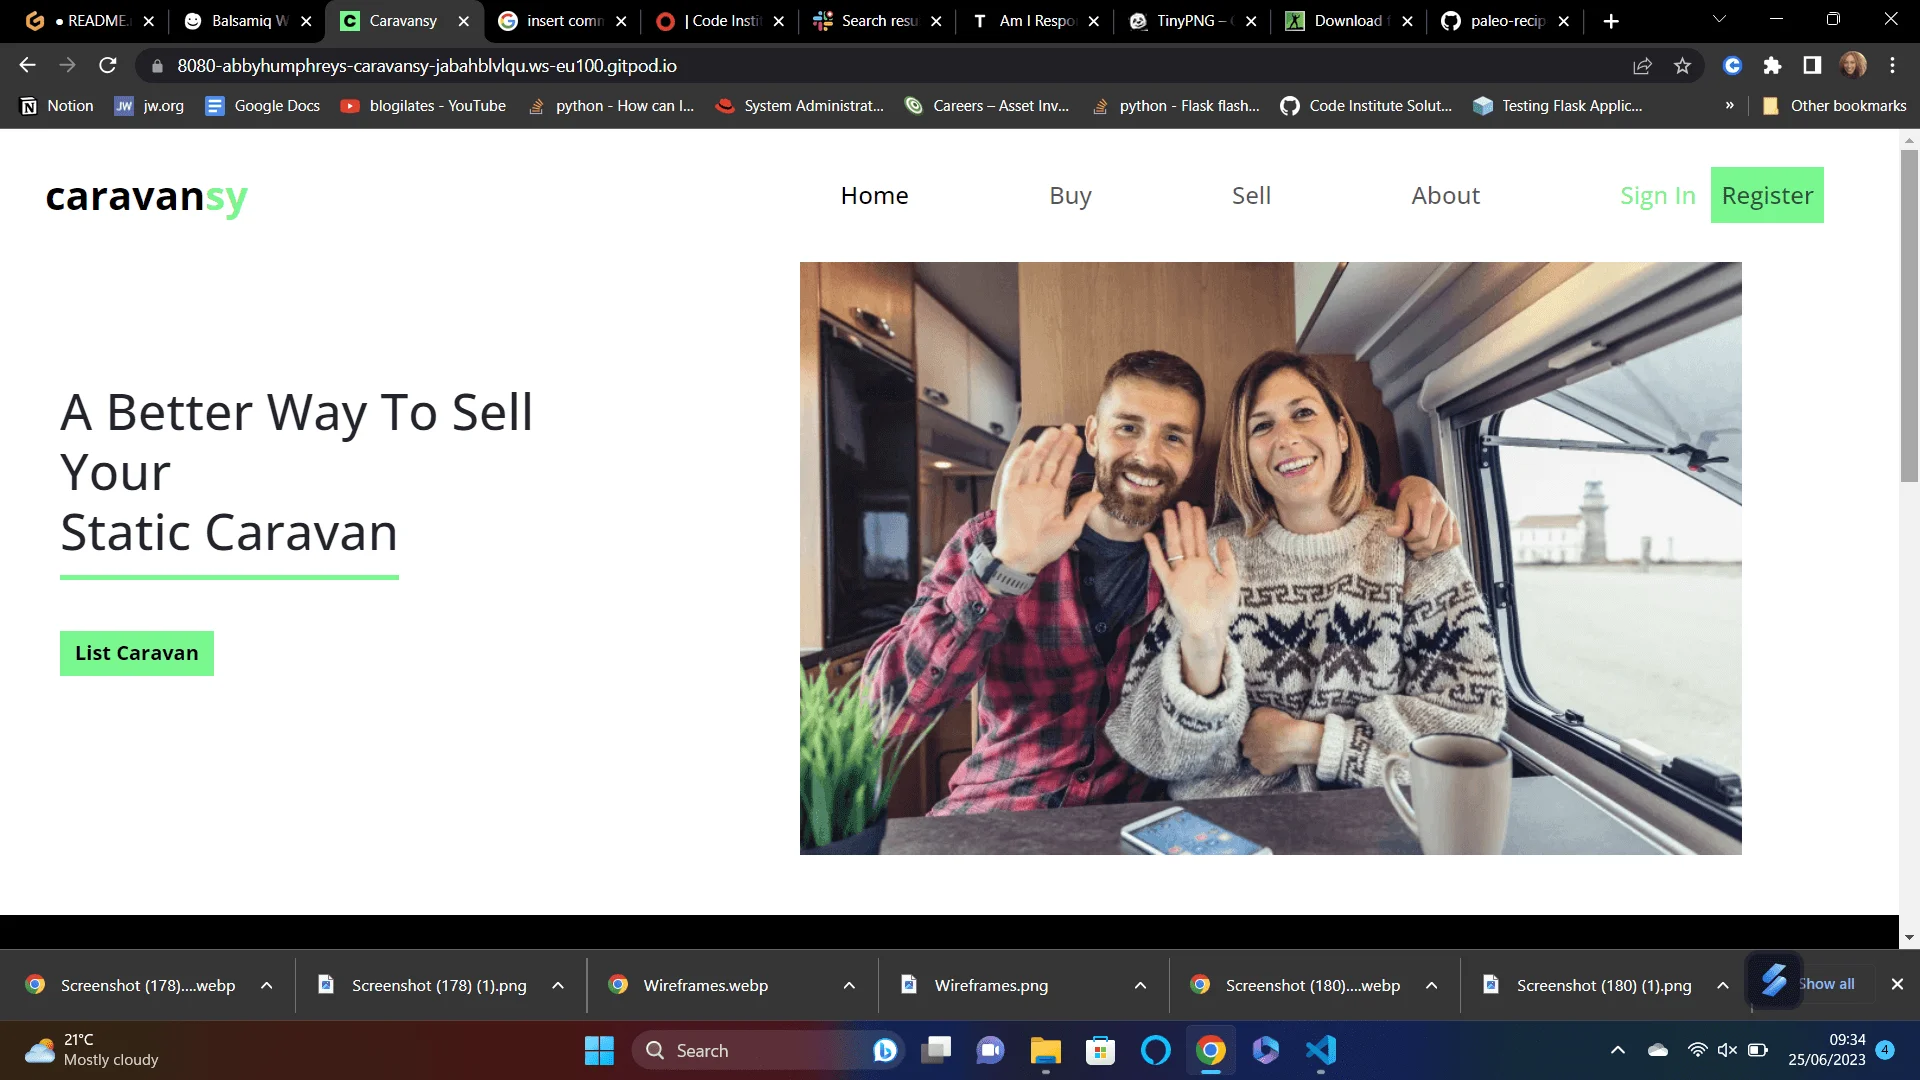 ● README.
Balsamiq W
Caravansy
insert comm
| Code Insti
Search resu
Am I Respo
TinyPNG –
Download f
paleo-recip
8080-abbyhumphreys-caravansy-jabahblvlqu.ws-eu100.gitpod.io
Notion
jw.org
Google Docs
blogilates - YouTube
python - How can I...
System Administrat...
Careers – Asset Inv...
python - Flask flash...
Code Institute Solut...
Testing Flask Applic...
»
Other bookmarks
caravansy
Home
Buy
Sell
About
Sign In
Register
A Better Way To Sell
Your
Static Caravan
List Caravan
Screenshot (178)....webp
Screenshot (178) (1).png
Wireframes.webp
Wireframes.png
Screenshot (180)....webp
Screenshot (180) (1).png
Show all
21°C
Mostly cloudy
Search
09:34
25/06/2023
4